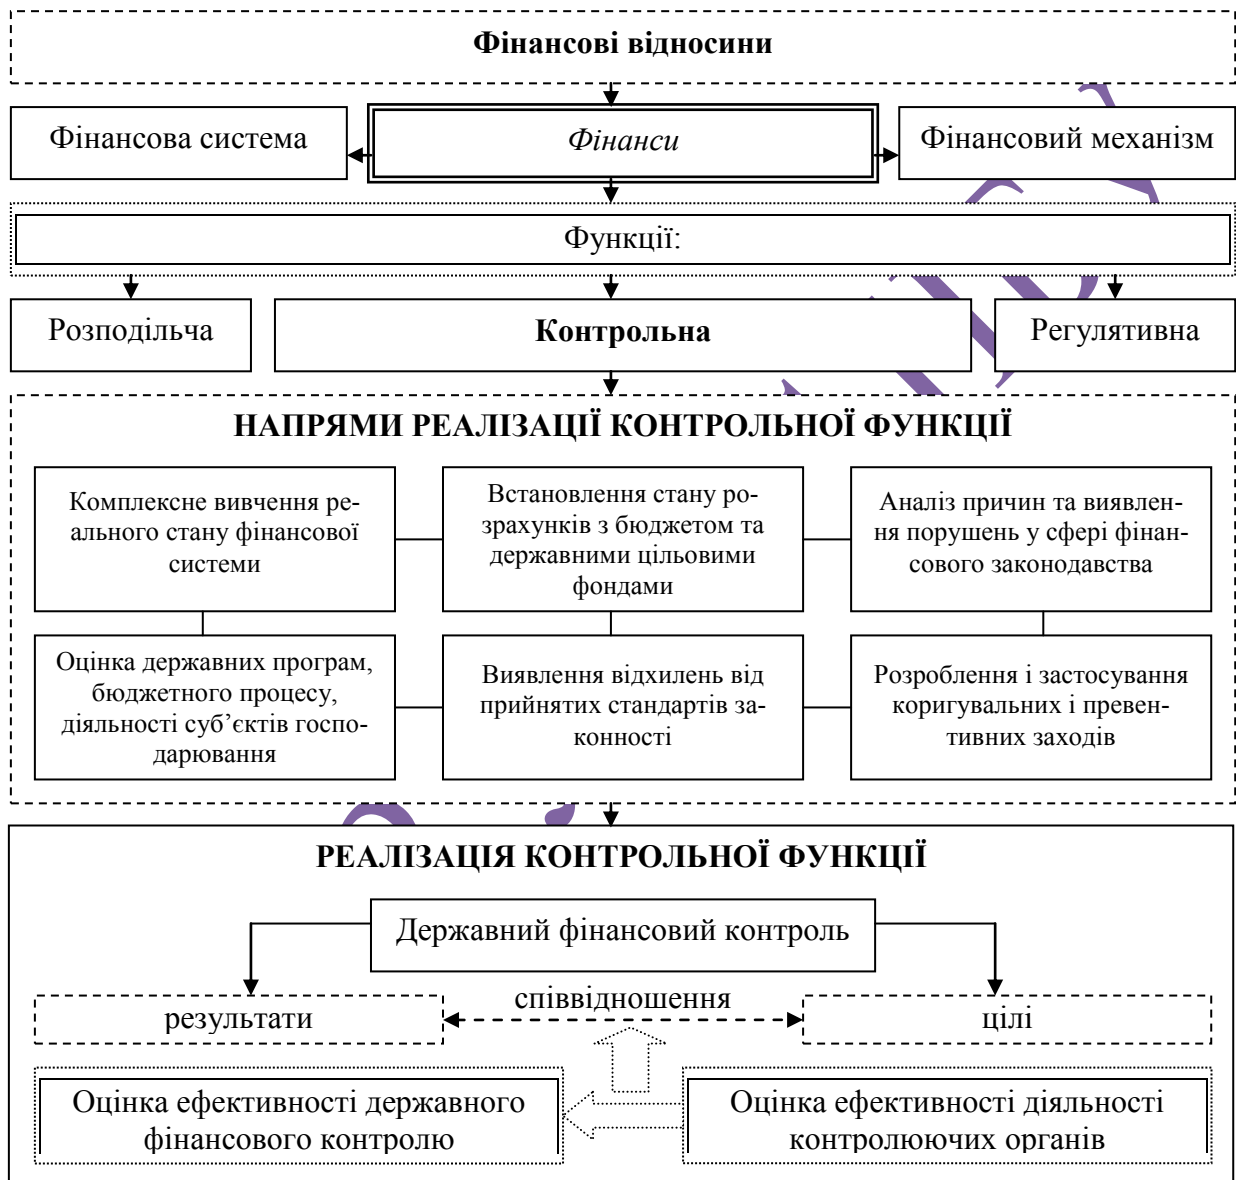 Фінансові відносини
Фінансова система
Фінанси
Фінансовий механізм
Функції:
Розподільча
Контрольна
Регулятивна
НАПРЯМИ РЕАЛІЗАЦІЇ КОНТРОЛЬНОЇ ФУНКЦІЇ
Комплексне вивчення ре-
ального стану фінансової
системи
Встановлення стану ро-
зрахунків з бюджетом та
державними цільовими
фондами
Аналіз причин та виявлен-
ня порушень у сфері фінан-
сового законодавства
Оцінка державних програм,
бюджетного процесу,
діяльності суб’єктів госпо-
дарювання
Виявлення відхилень від
прийнятих стандартів за-
конності
Розроблення і застосування
коригувальних і превен-
тивних заходів
РЕАЛІЗАЦІЯ КОНТРОЛЬНОЇ ФУНКЦІЇ
Державний фінансовий контроль
результати
співвідношення
цілі
Оцінка ефективності державного
фінансового контролю
Оцінка ефективності діяльності
контролюючих органів